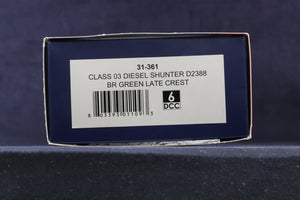 31-361
CLASS 03 DIESEL SHUNTER D2388
BR GREEN LATE CREST
6
DCC